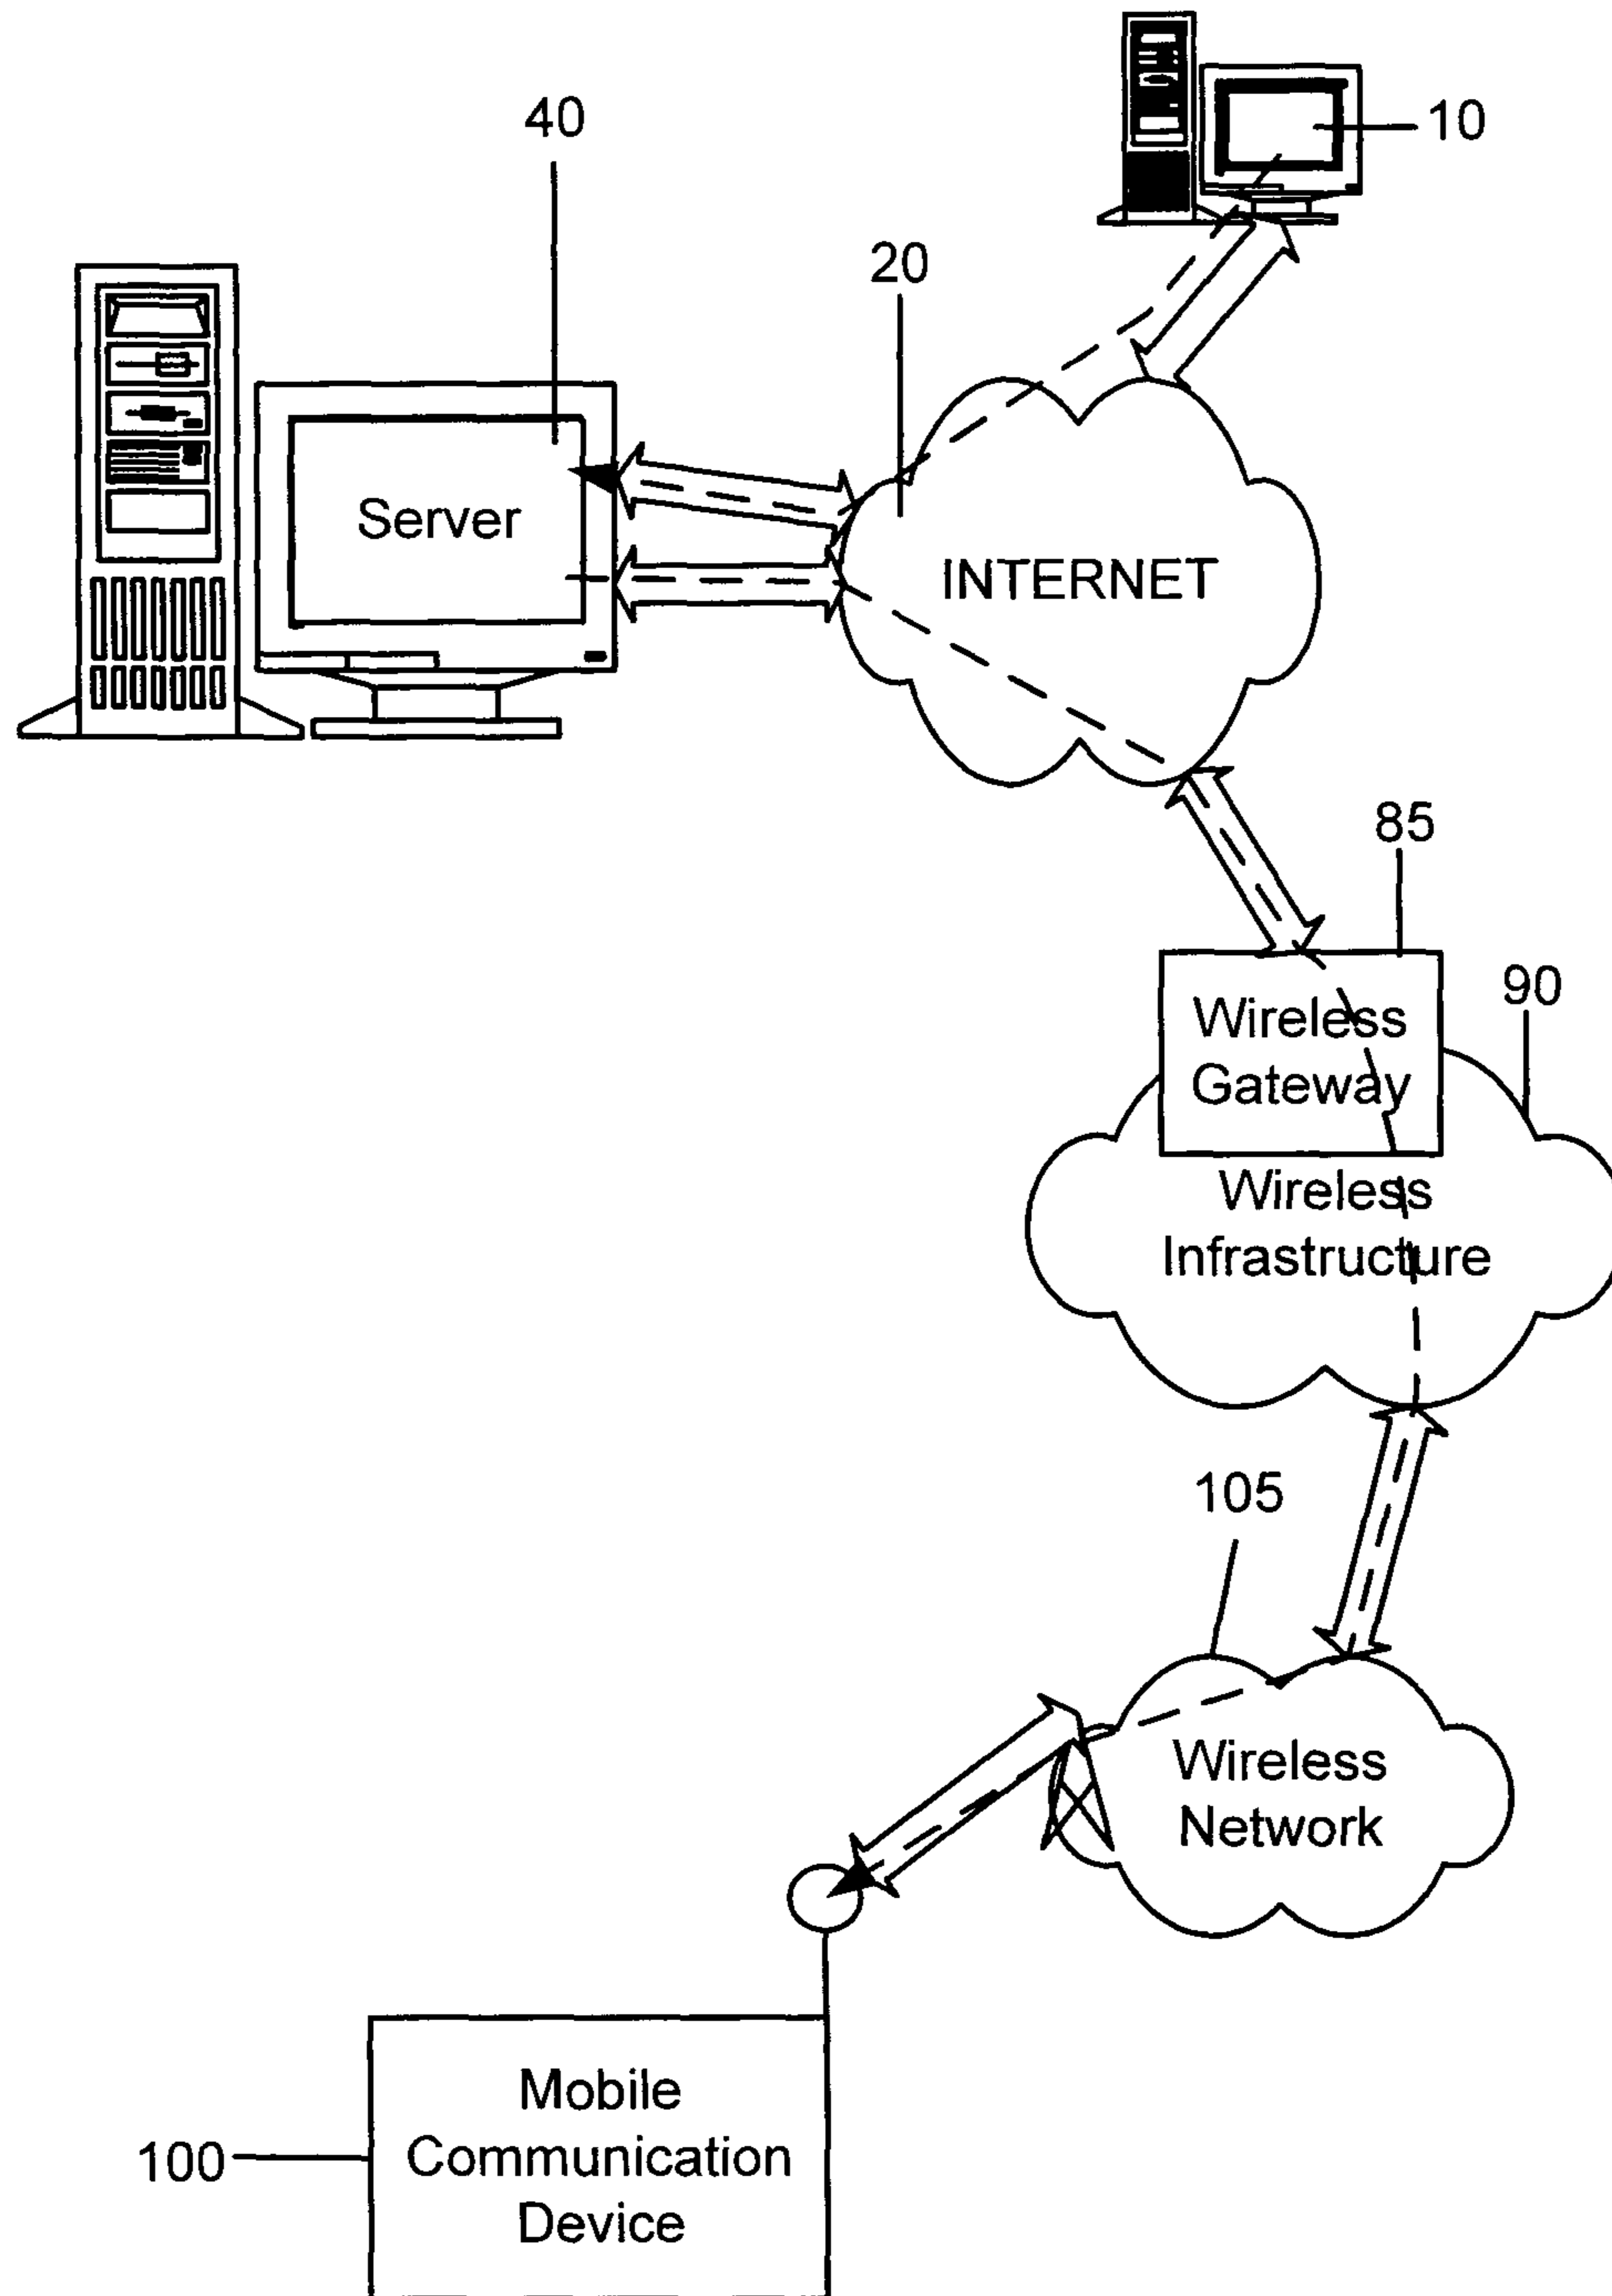 40
10
20
Server
INTERNET
85
90
Wireless
Gateway
Wireless
Infrastructure
105
Wireless
Network
100
Mobile
Communication
Device